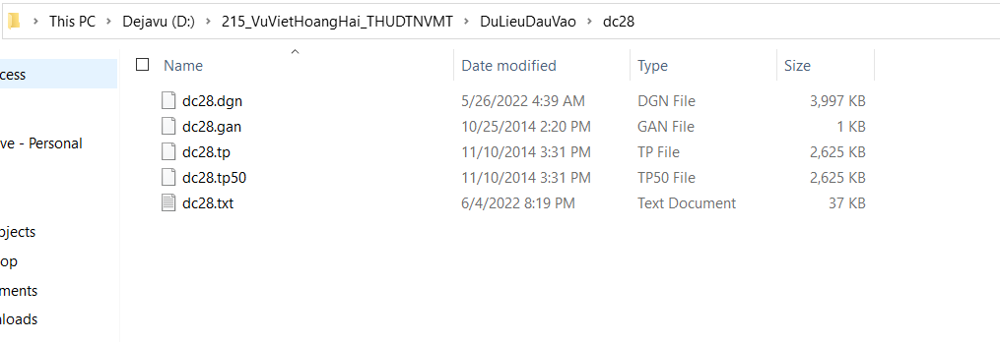 This PC > Dejavu (D:) > 215_VuVietHoangHai_THUDTNVMT > DuLieuDauVao > dc28
Name Date modified Type Size
cess
dc28.dgn 5/26/2022 4:39 AM DGN File 3,997 KB
dc28.gan 10/25/2014 2:20 PM GAN File 1 KB
ve - Personal
dc28.tp 11/10/2014 3:31 PM TP File 2,625 KB
dc28.tp50 11/10/2014 3:31 PM TP50 File 2,625 KB
dc28.txt 6/4/2022 8:19 PM Text Document 37 KB
bjects
op
ments
nloads